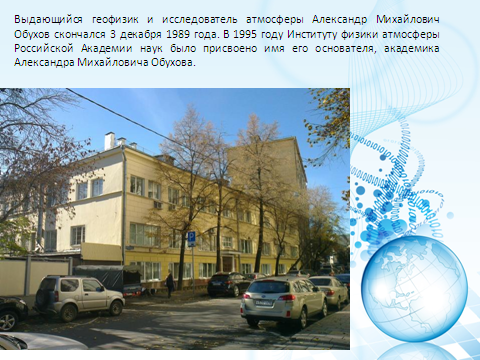 Выдающийся геофизик и исследователь атмосферы Александр Михайлович
Обухов скончался 3 декабря 1989 года. В 1995 году Институту физики атмосферы
Российской Академии наук было присвоено имя его основателя, академика
Александра Михайловича Обухова.